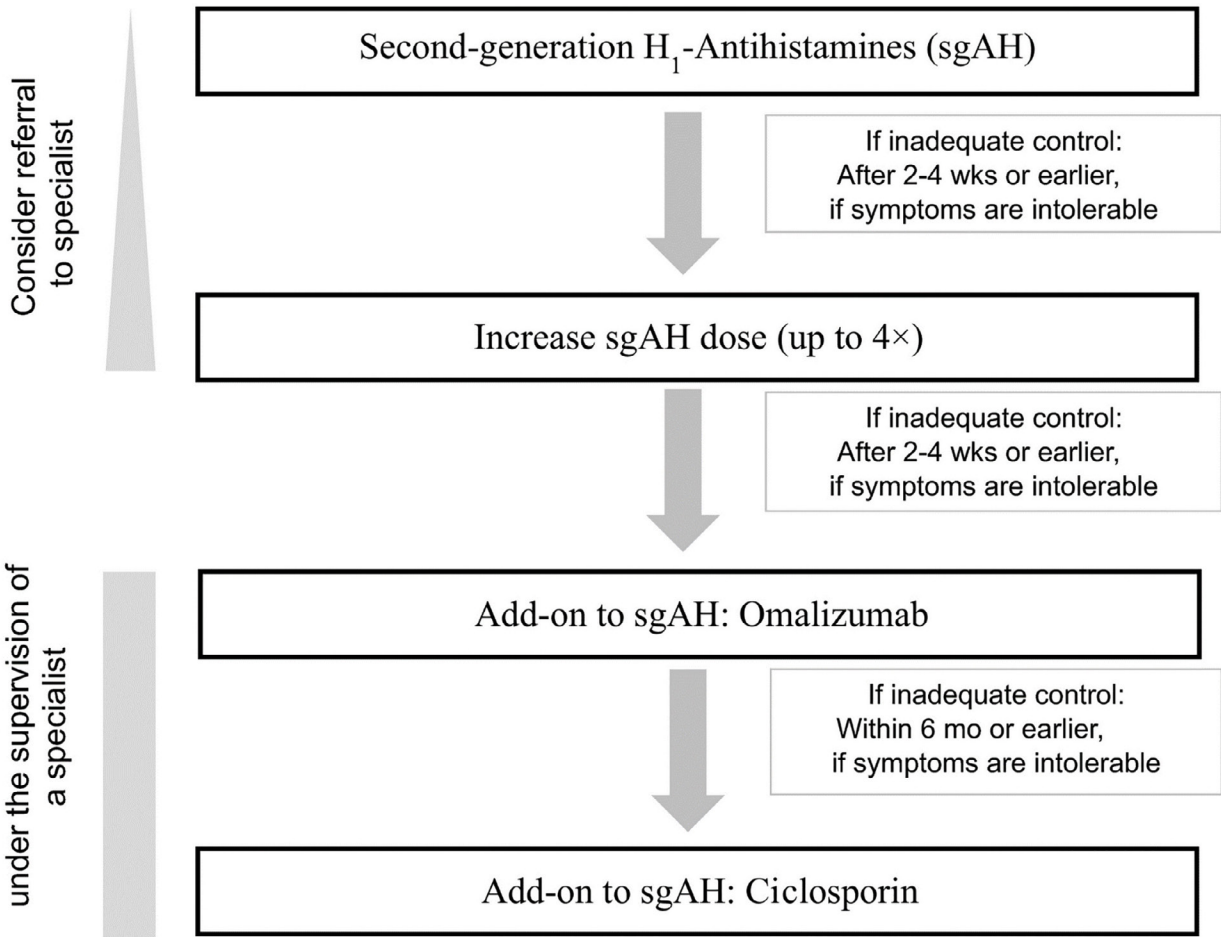 Second-generation H₁-Antihistamines (sgAH)
Consider referral
to specialist
If inadequate control:
After 2-4 wks or earlier,
if symptoms are intolerable
Increase sgAH dose (up to 4×)
If inadequate control:
After 2-4 wks or earlier,
if symptoms are intolerable
under the supervision of
a specialist
Add-on to sgAH: Omalizumab
If inadequate control:
Within 6 mo or earlier,
if symptoms are intolerable
Add-on to sgAH: Ciclosporin